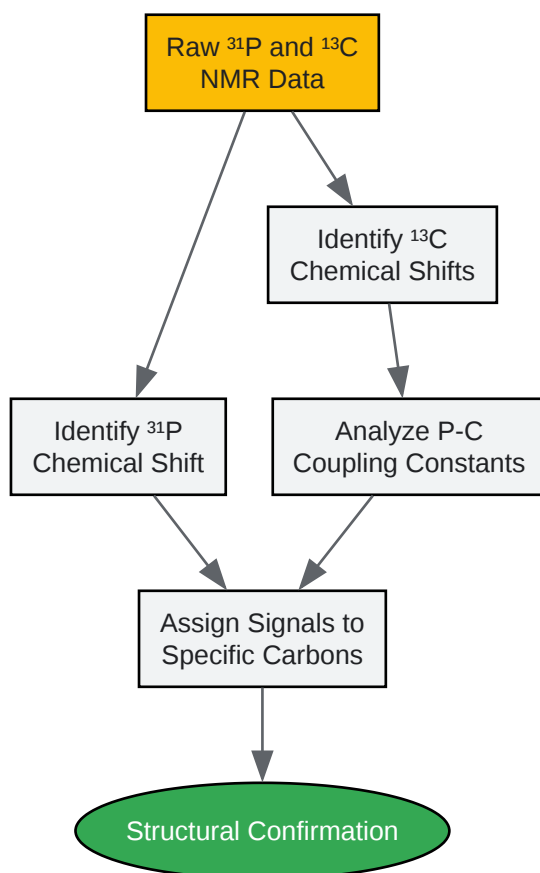 Raw ³¹P and ¹³C
NMR Data
Identify ¹³C
Chemical Shifts
Identify ³¹P
Chemical Shift
Analyze P-C
Coupling Constants
Assign Signals to
Specific Carbons
Structural Confirmation